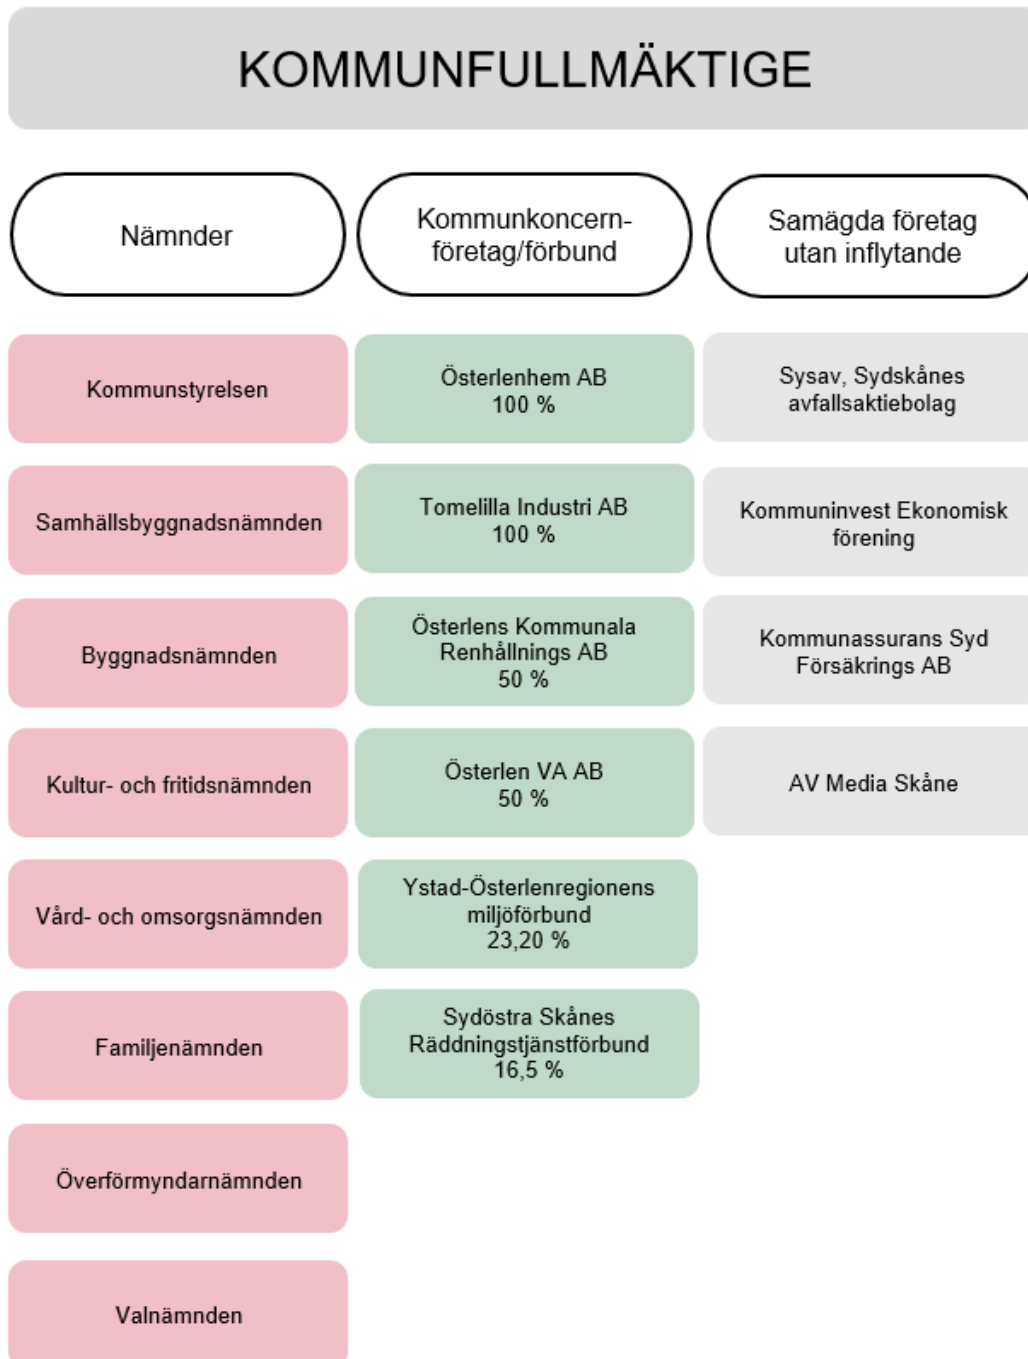 KOMMUNFULLMÄKTIGE
Nämnder
Kommunstyrelsen
Samhällsbyggnadsnämnden
Byggnadsnämnden
Kultur- och fritidsnämnden
Vård- och omsorgsnämnden
Familjenämnden
Överförmyndarnämnden
Valnämnden
Kommunkoncern-
företag/förbund
Österlenhem AB
100 %
Tomelilla Industri AB
100 %
Österlens Kommunala
Renhållnings AB
50 %
Österlen VA AB
50 %
Ystad-Österlenregionens
miljöförbund
23,20 %
Sydöstra Skånes
Räddningstjänstförbund
16,5 %
Samägda företag
utan inflytande
Sysav, Sydskånes
avfallsaktiebolag
Kommuninvest Ekonomisk
förening
Kommunassurans Syd
Försäkrings AB
AV Media Skåne